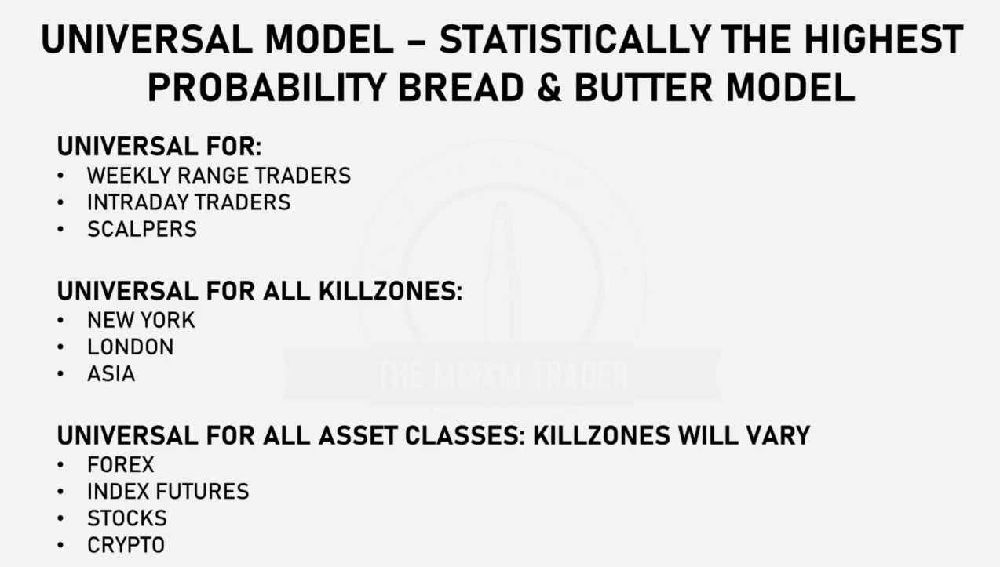 UNIVERSAL MODEL – STATISTICALLY THE HIGHEST
PROBABILITY BREAD & BUTTER MODEL
UNIVERSAL FOR:
• WEEKLY RANGE TRADERS
• INTRADAY TRADERS
• SCALPERS
UNIVERSAL FOR ALL KILLZONES:
• NEW YORK
• LONDON
• ASIA
THE MMXM TRADER
UNIVERSAL FOR ALL ASSET CLASSES: KILLZONES WILL VARY
• FOREX
• INDEX FUTURES
• STOCKS
• CRYPTO